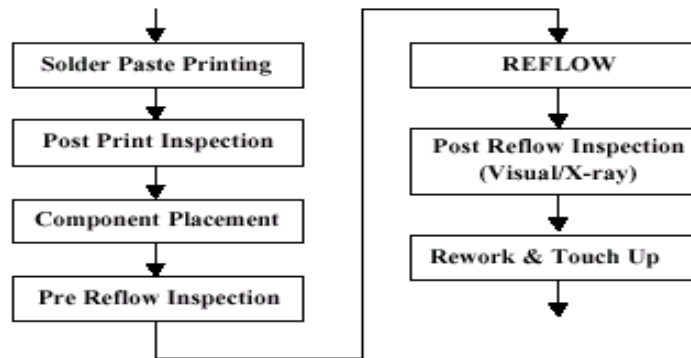 Solder Paste Printing
Post Print Inspection
Component Placement
Pre Reflow Inspection
REFLOW
Post Reflow Inspection
(Visual/X-ray)
Rework & Touch Up